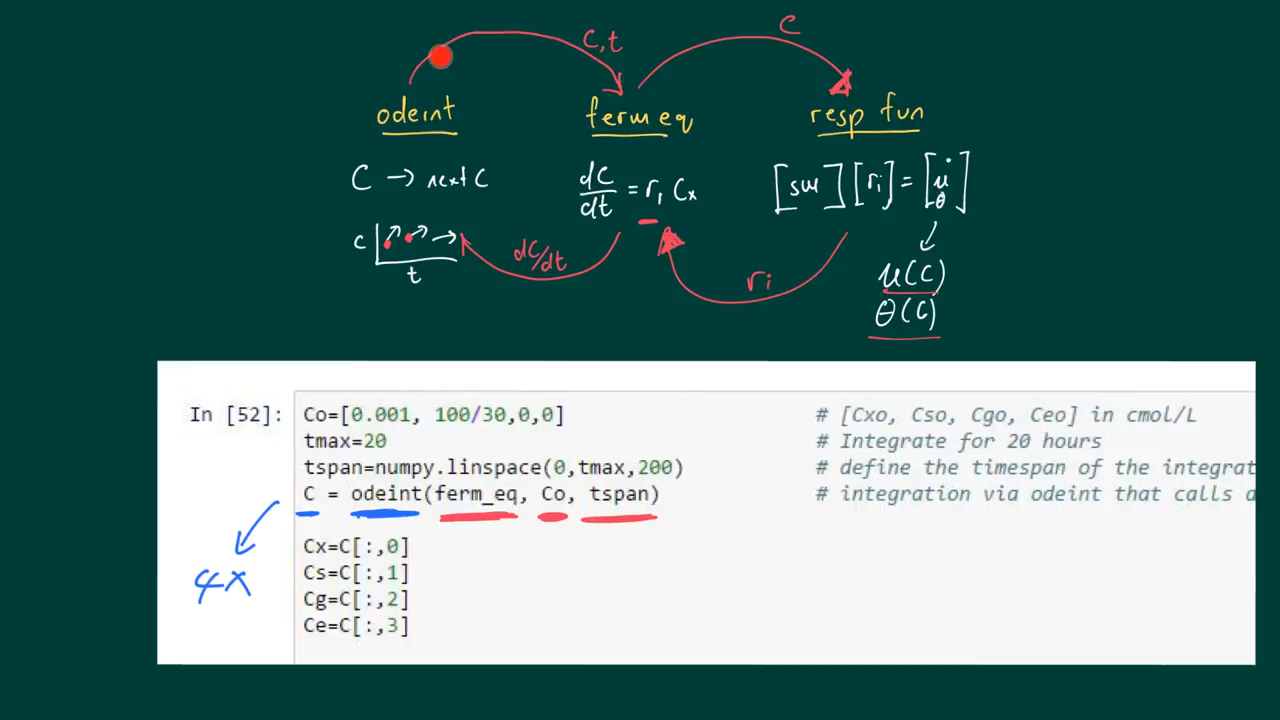 C, t
C
odeint
ferm eq
resp fun
C → next C
dC/dt = r, Cx
[sur] [ri] = [μ θ]
C
t
dC/dt
ri
μ(C)
θ(C)
In [52]:
Co=[0.001, 100/30,0,0] # [Cxo, Cso, Cgo, Ceo] in cmol/L
tmax=20 # Integrate for 20 hours
tspan=numpy.linspace(0,tmax,200) # define the timespan of the integrat
C = odeint(ferm_eq, Co, tspan) # integration via odeint that calls a
Cx=C[:,0]
Cs=C[:,1]
Cg=C[:,2]
Ce=C[:,3]
4x